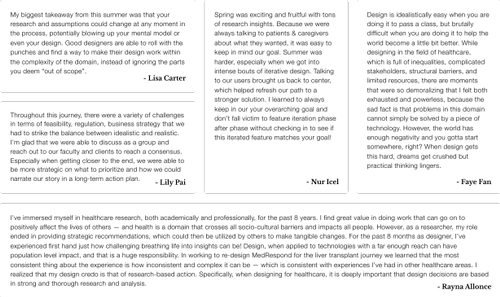 My biggest takeaway from this summer was that your
research and assumptions could change at any moment in
the process, potentially blowing up your mental model or
even your design. Good designers are able to roll with the
punches and find a way to make their design work within
the complexity of the domain, instead of ignoring the parts
you deem "out of scope".
- Lisa Carter
Throughout this journey, there were a variety of challenges
in terms of feasibility, regulation, business strategy that we
had to strike the balance between idealistic and realistic.
I'm glad that we were able to discuss as a group and
reach out to our faculty and clients to reach a consensus.
Especially when getting closer to the end, we were able to
be more strategic on what to prioritize and how we could
narrate our story in a long-term action plan.
- Lily Pai
Spring was exciting and fruitful with tons
of research insights. Because we were
always talking to patients & caregivers
about what they wanted, it was easy to
keep in mind our goal. Summer was
harder, especially when we got into
intense bouts of iterative design. Talking
to our users brought us back to center,
which helped refresh our path to a
stronger solution. I learned to always
keep in our your overarching goal and
don't fall victim to feature iteration phase
after phase without checking in to see if
this iterated feature matches your goal!
- Nur Icel
Design is idealistically easy when you are
doing it to pass a class, but brutally
difficult when you are doing it to help the
world become a little bit better. While
designing in the field of healthcare,
which is full of inequalities, complicated
stakeholders, structural barriers, and
limited resources, there are moments
that were so demoralizing that I felt both
exhausted and powerless, because the
sad fact is that problems in this domain
cannot simply be solved by a piece of
technology. However, the world has
enough negativity and you gotta start
somewhere, right? When design gets
this hard, dreams get crushed but
practical thinking lingers.
- Faye Fan
I've immersed myself in healthcare research, both academically and professionally, for the past 8 years. I find great value in doing work that can go on to
positively affect the lives of others — and health is a domain that crosses all socio-cultural barriers and impacts all people. However, as a researcher, my role
ended in providing strategic recommendations, which could then be utilized by others to make tangible changes. For the past 8 months as designer, I've
experienced first hand just how challenging breathing life into insights can be! Design, when applied to technologies with a far enough reach can have
population level impact, and that is a huge responsibility. In working to re-design MedRespond for the liver transplant journey we learned that the most
consistent thing about the experience is how inconsistent and complex it can be — which is consistent with experiences I've had in other healthcare areas. I
realized that my design credo is that of research-based action. Specifically, when designing for healthcare, it is deeply important that design decisions are based
in strong and thorough research and analysis.
- Rayna Allonce